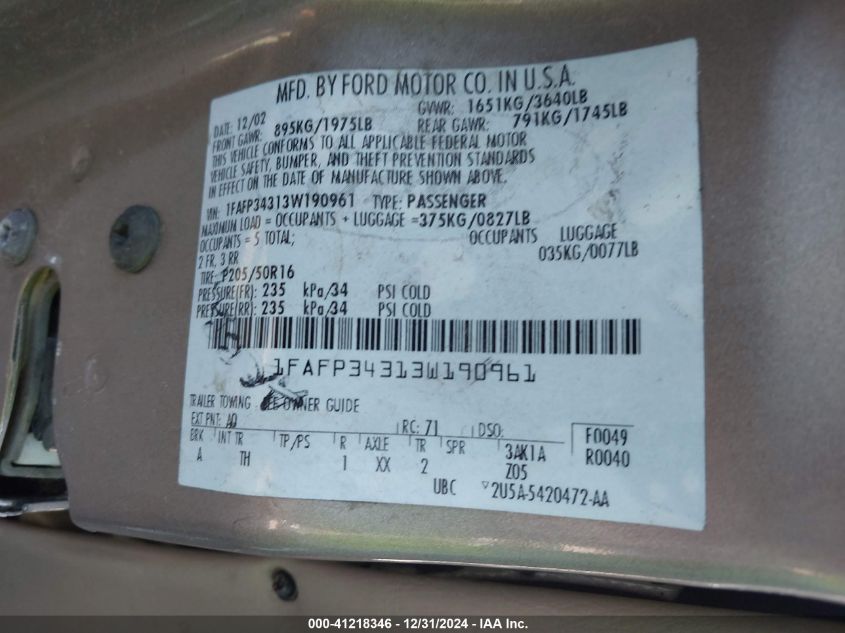 MFD. BY FORD MOTOR CO. IN U.S.A.
DATE: 12/02 GVWR: 1651KG/3640LB
FRONT GAWR: 895KG/1975LB REAR GAWR: 791KG/1745LB
THIS VEHICLE CONFORMS TO ALL APPLICABLE FEDERAL MOTOR
VEHICLE SAFETY, BUMPER, AND THEFT PREVENTION STANDARDS
IN EFFECT ON THE DATE OF MANUFACTURE SHOWN ABOVE.
VIN: 1FAFP34313W190961 TYPE: PASSENGER
MAXIMUM LOAD = OCCUPANTS + LUGGAGE =375KG/0827LB
OCCUPANTS = 5 TOTAL; OCCUPANTS LUGGAGE
2 FR, 3 RR 035KG/0077LB
TIRE: P205/50R16
PRESSURE(FR): 235 kPa/34 PSI COLD
PRESSURE(RR): 235 kPa/34 PSI COLD
1FAFP34313W190961
TRAILER TOWING - SEE OWNER GUIDE
EXT PNT: AQ RC: 71 DSO: F0049
BRK INT TR TP/PS R AXLE TR SPR 3AK1A R0040
A TH 1 XX 2 Z05
UBC ▽2U5A-5420472-AA
000-41218346 - 12/31/2024 - IAA Inc.